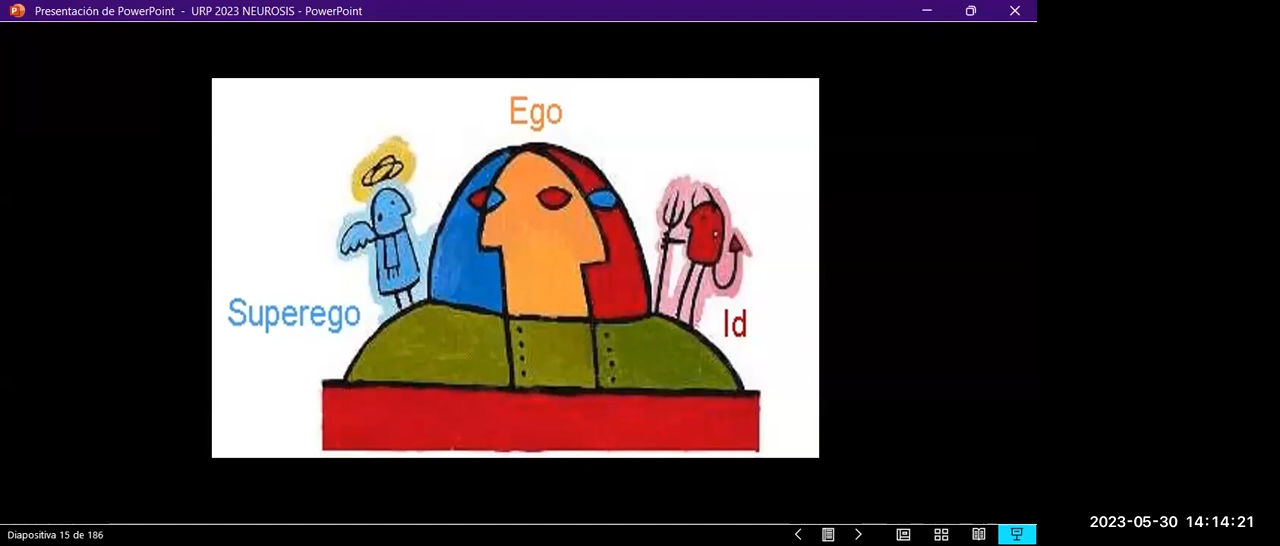 Presentación de PowerPoint - URP 2023 NEUROSIS - PowerPoint
Ego
Superego
Id
2023-05-30 14:14:21
Diapositiva 15 de 186